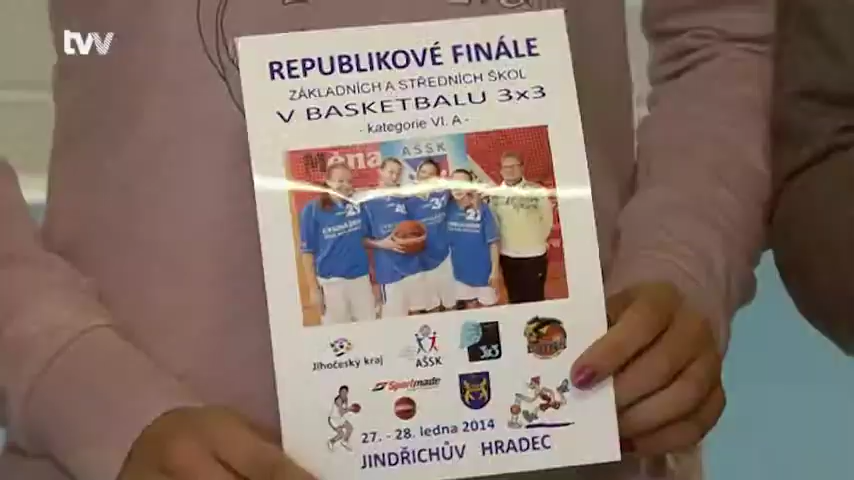 tvv
REPUBLIKOVÉ FINÁLE
ZÁKLADNÍCH A STŘEDNÍCH ŠKOL
V BASKETBALU 3x3
- kategorie VI. A -
AŠSK
Jihočeský kraj
AŠSK
Sportmade
27. - 28. ledna 2014
JINDŘICHŮV HRADEC